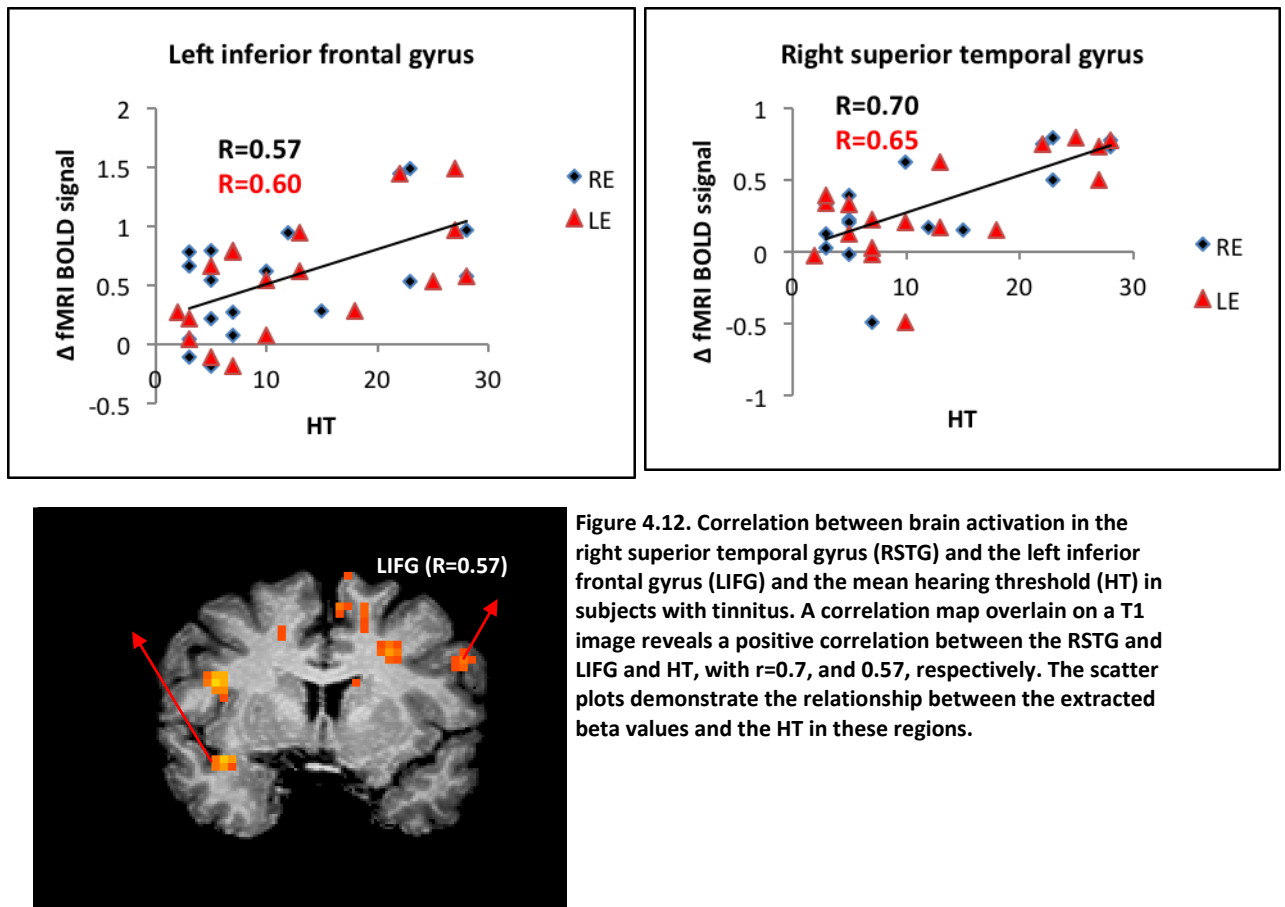 Left inferior frontal gyrus
R=0.57
R=0.60
2
1.5
1
0.5
0
-0.5
0 10 20 30
Δ fMRI BOLD signal
HT
RE
LE
Right superior temporal gyrus
R=0.70
R=0.65
1
0.5
0
-0.5
-1
0 10 20 30
Δ fMRI BOLD ssignal
HT
RE
LE
LIFG (R=0.57)
Figure 4.12. Correlation between brain activation in the
right superior temporal gyrus (RSTG) and the left inferior
frontal gyrus (LIFG) and the mean hearing threshold (HT) in
subjects with tinnitus. A correlation map overlain on a T1
image reveals a positive correlation between the RSTG and
LIFG and HT, with r=0.7, and 0.57, respectively. The scatter
plots demonstrate the relationship between the extracted
beta values and the HT in these regions.